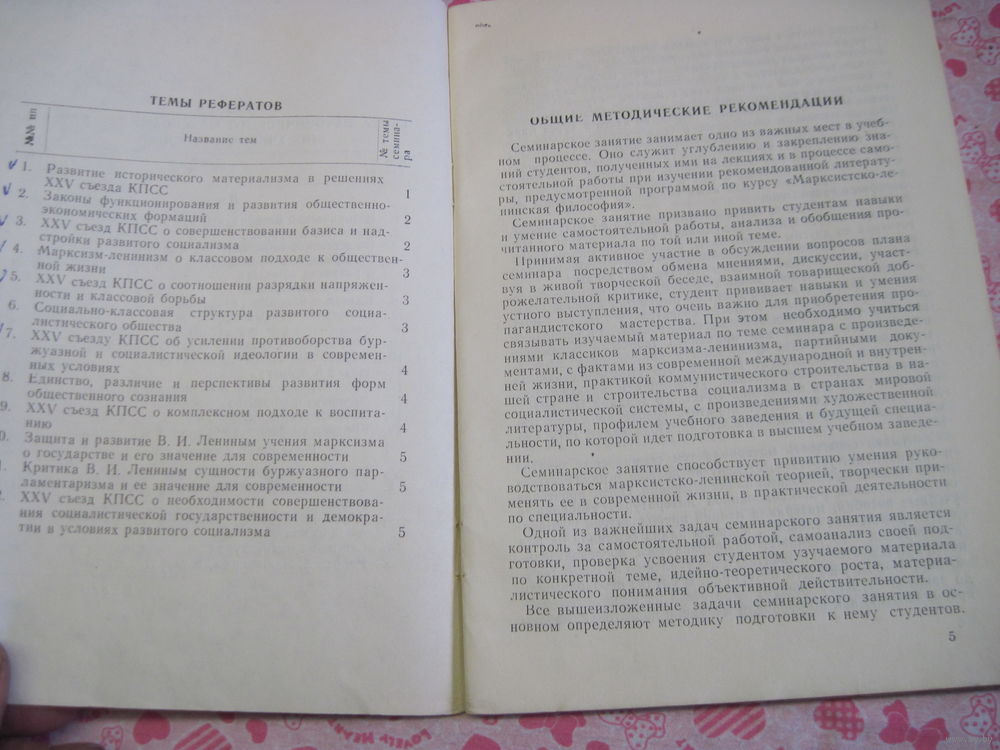 ТЕМЫ РЕФЕРАТОВ
№№ пп
Название тем
№ темы семина-ра
1. Развитие исторического материализма в решениях
XXV съезда КПСС 1
2. Законы функционирования и развития общественно-
экономических формаций 2
3. XXV съезд КПСС о совершенствовании базиса и над-
стройки развитого социализма 2
4. Марксизм-ленинизм о классовом подходе к обществен-
ной жизни 3
5. XXV съезд КПСС о соотношении разрядки напряжен-
ности и классовой борьбы 3
6. Социально-классовая структура развитого социа-
листического общества 3
7. XXV съезду КПСС об усилении противоборства бур-
жуазной и социалистической идеологии в современ-
ных условиях 4
8. Единство, различие и перспективы развития форм
общественного сознания 4
9. XXV съезд КПСС о комплексном подходе к воспита-
нию 4
0. Защита и развитие В. И. Лениным учения марксизма
о государстве и его значение для современности 5
. Критика В. И. Лениным сущности буржуазного пар-
ламентаризма и ее значение для современности 5
. XXV съезд КПСС о необходимости совершенствова-
ния социалистической государственности и демокра-
тии в условиях развитого социализма 5
ОБЩИЕ МЕТОДИЧЕСКИЕ РЕКОМЕНДАЦИИ
Семинарское занятие занимает одно из важных мест в учеб-
ном процессе. Оно служит углублению и закреплению зна-
ний студентов, полученных ими на лекциях и в процессе само-
стоятельной работы при изучении рекомендованной литерату-
ры, предусмотренной программой по курсу «Марксистско-ле-
нинская философия».
Семинарское занятие призвано привить студентам навыки
и умение самостоятельной работы, анализа и обобщения про-
читанного материала по той или иной теме.
Принимая активное участие в обсуждении вопросов плана
семинара посредством обмена мнениями, дискуссии, участ-
вуя в живой творческой беседе, взаимной товарищеской доб-
рожелательной критике, студент прививает навыки и умения
устного выступления, что очень важно для приобретения про-
пагандистского мастерства. При этом необходимо учиться
связывать изучаемый материал по теме семинара с произведе-
ниями классиков марксизма-ленинизма, партийными доку-
ментами, с фактами из современной международной и внутрен-
ней жизни, практикой коммунистического строительства в на-
шей стране и строительства социализма в странах мировой
социалистической системы, с произведениями художественной
литературы, профилем учебного заведения и будущей специа-
льности, по которой идет подготовка в высшем учебном заведе-
нии.
Семинарское занятие способствует привитию умения руко-
водствоваться марксистско-ленинской теорией, творчески при-
менять ее в современной жизни, в практической деятельности
по специальности.
Одной из важнейших задач семинарского занятия является
контроль за самостоятельной работой, самоанализ своей под-
готовки, проверка усвоения студентом узучаемого материала
по конкретной теме, идейно-теоретического роста, материа-
листического понимания объективной действительности.
Все вышеизложенные задачи семинарского занятия в ос-
новном определяют методику подготовки к нему студентов.
5